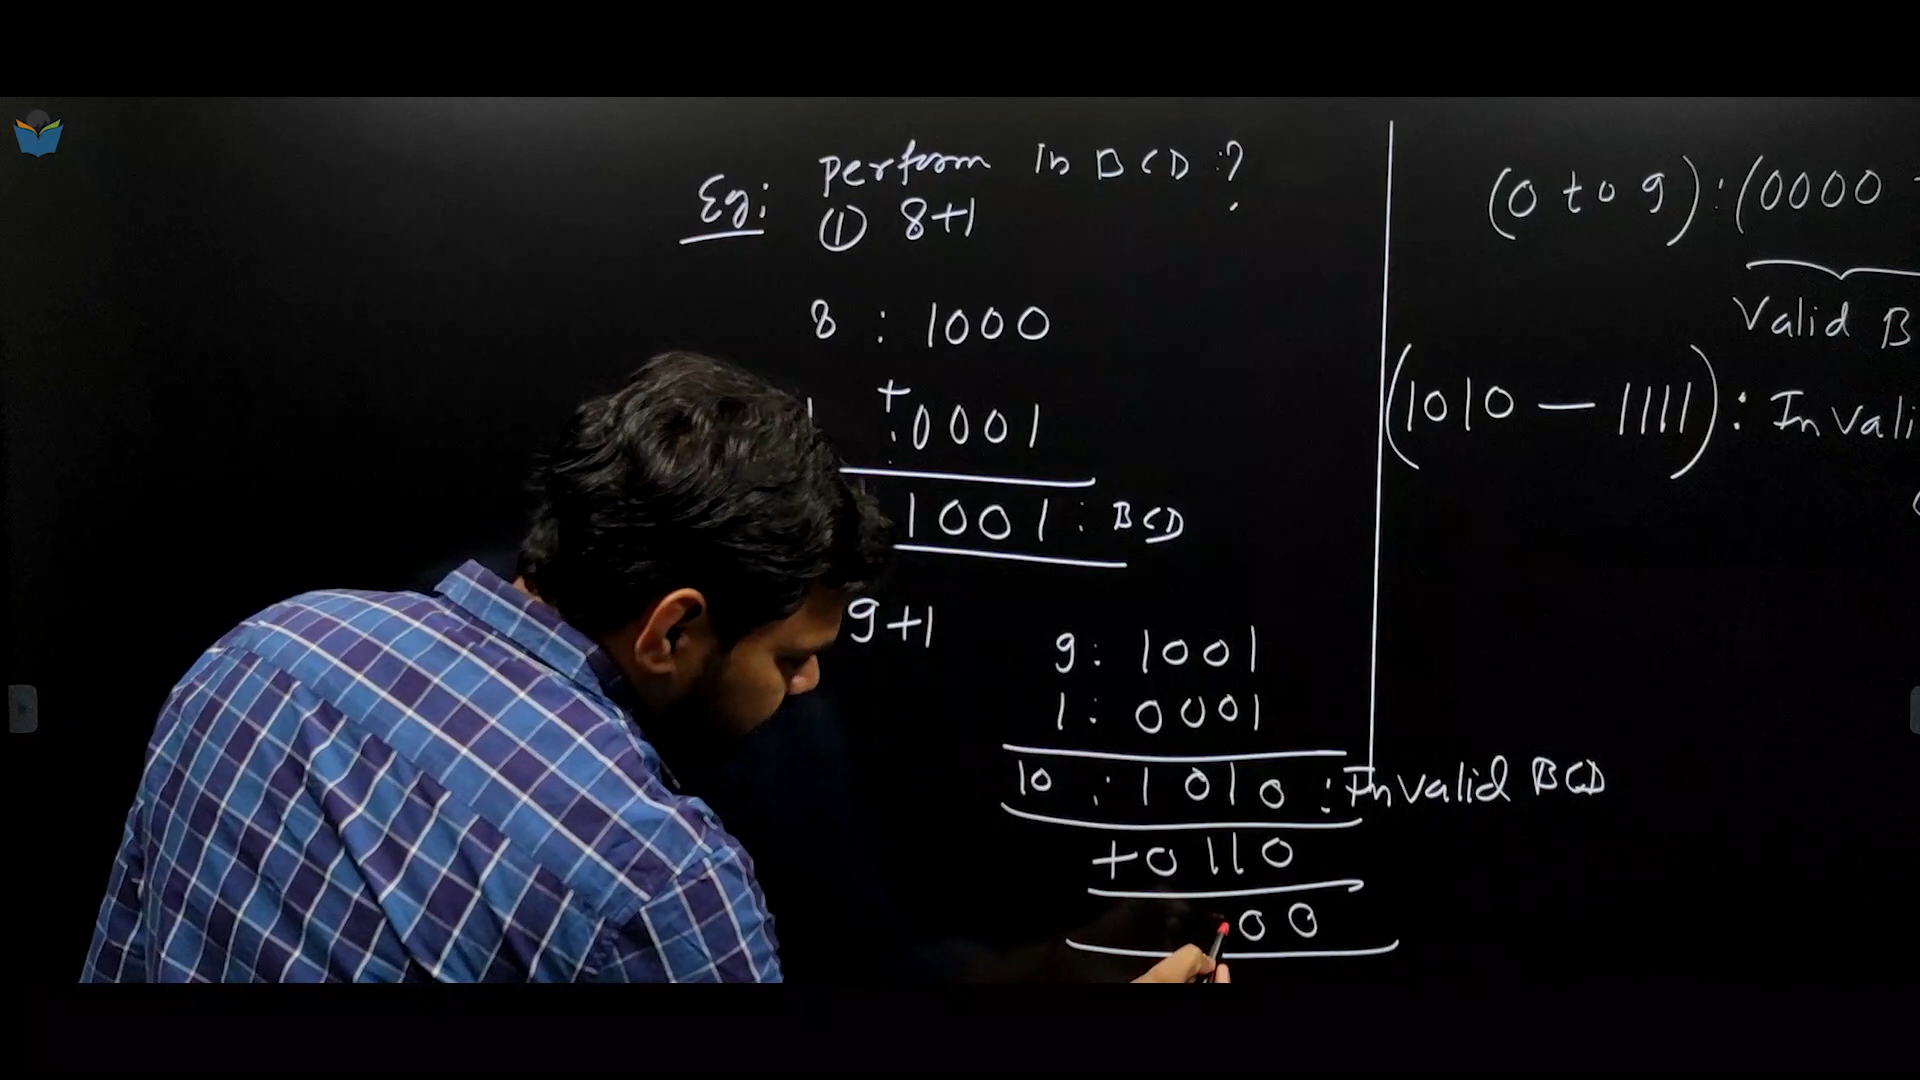 Eg: Perform in BCD :?
① 8+1
8 : 1000
+
: 0001
1001 : BCD
9+1
9 : 1001
1 : 0001
10 : 1010 : Invalid BCD
+0110
00
(0 to 9) : (0000
Valid B
(1010 — 1111) : Invali